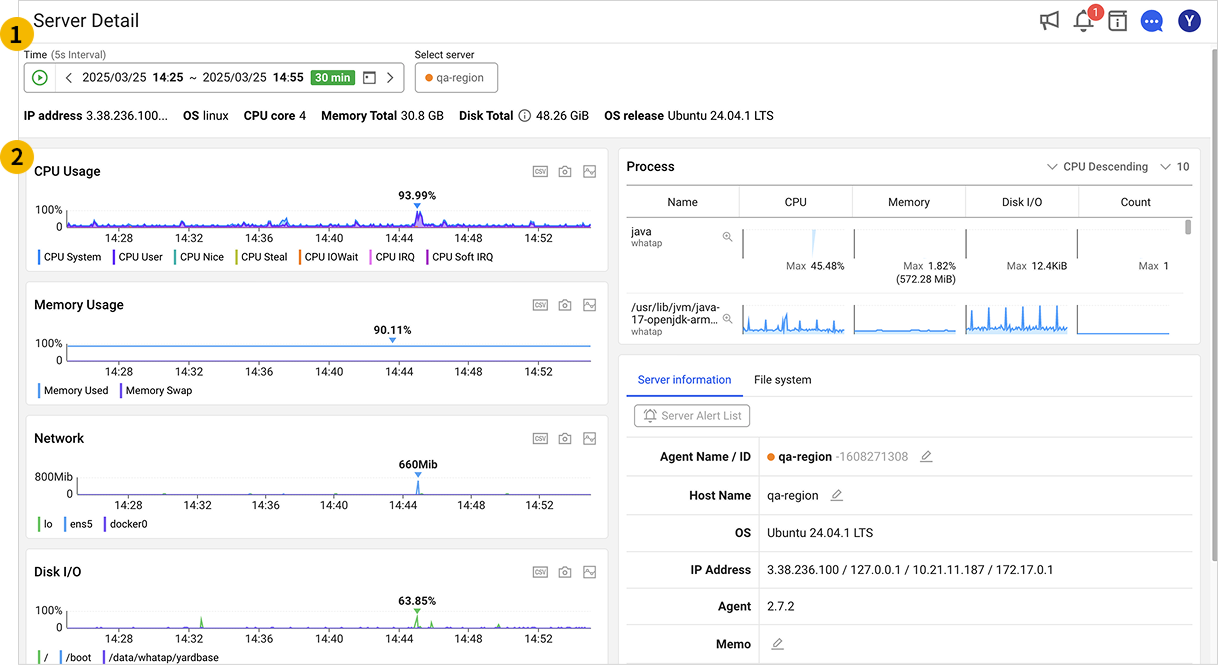 1
Server Detail
1
Y
Time (5s Interval)
Select server
2025/03/25 14:25 ~ 2025/03/25 14:55 30 min
qa-region
IP address 3.38.236.100... OS linux CPU core 4 Memory Total 30.8 GB Disk Total 48.26 GiB OS release Ubuntu 24.04.1 LTS
2
CPU Usage
CSV
93.99%
100%
0
14:28 14:32 14:36 14:40 14:44 14:48 14:52
CPU System CPU User CPU Nice CPU Steal CPU IOWait CPU IRQ CPU Soft IRQ
Memory Usage
CSV
90.11%
100%
0
14:28 14:32 14:36 14:40 14:44 14:48 14:52
Memory Used Memory Swap
Network
CSV
660Mib
800Mib
0
14:28 14:32 14:36 14:40 14:44 14:48 14:52
lo ens5 docker0
Disk I/O
CSV
63.85%
100%
0
14:28 14:32 14:36 14:40 14:44 14:48 14:52
/ /boot /data/whatap/yardbase
Process
CPU Descending 10
Name CPU Memory Disk I/O Count
java
whatap
Max 45.48% Max 1.82% Max 12.4KiB Max 1
(572.28 MiB)
/usr/lib/jvm/java-
17-openjdk-arm...
whatap
Server information File system
Server Alert List
Agent Name / ID qa-region -1608271308
Host Name qa-region
OS Ubuntu 24.04.1 LTS
IP Address 3.38.236.100 / 127.0.0.1 / 10.21.11.187 / 172.17.0.1
Agent 2.7.2
Memo